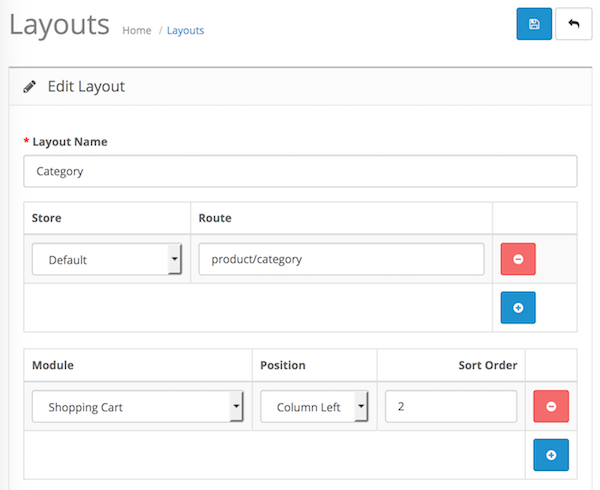 Layouts Home / Layouts
Edit Layout
* Layout Name
Category
Store Route
Default product/category
Module Position Sort Order
Shopping Cart Column Left 2